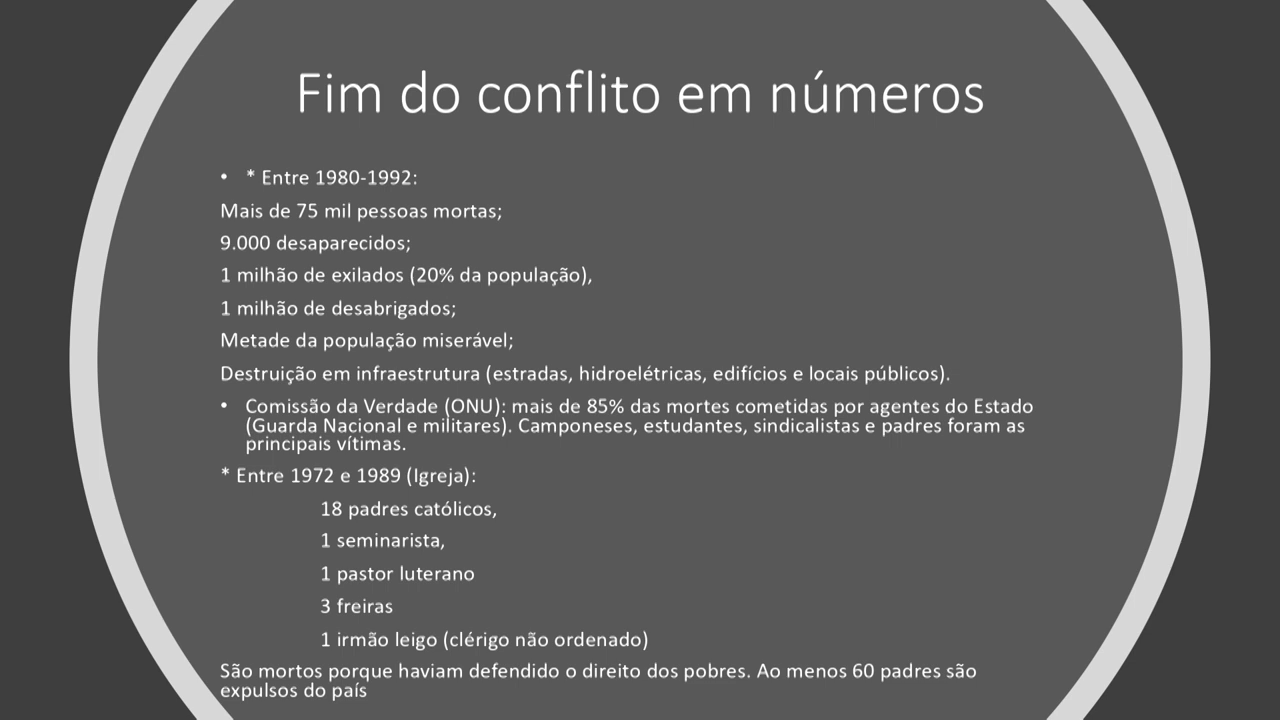 Fim do conflito em números
• * Entre 1980-1992:
Mais de 75 mil pessoas mortas;
9.000 desaparecidos;
1 milhão de exilados (20% da população),
1 milhão de desabrigados;
Metade da população miserável;
Destruição em infraestrutura (estradas, hidroelétricas, edifícios e locais públicos).
• Comissão da Verdade (ONU): mais de 85% das mortes cometidas por agentes do Estado
(Guarda Nacional e militares). Camponeses, estudantes, sindicalistas e padres foram as
principais vítimas.
* Entre 1972 e 1989 (Igreja):
18 padres católicos,
1 seminarista,
1 pastor luterano
3 freiras
1 irmão leigo (clérigo não ordenado)
São mortos porque haviam defendido o direito dos pobres. Ao menos 60 padres são
expulsos do país